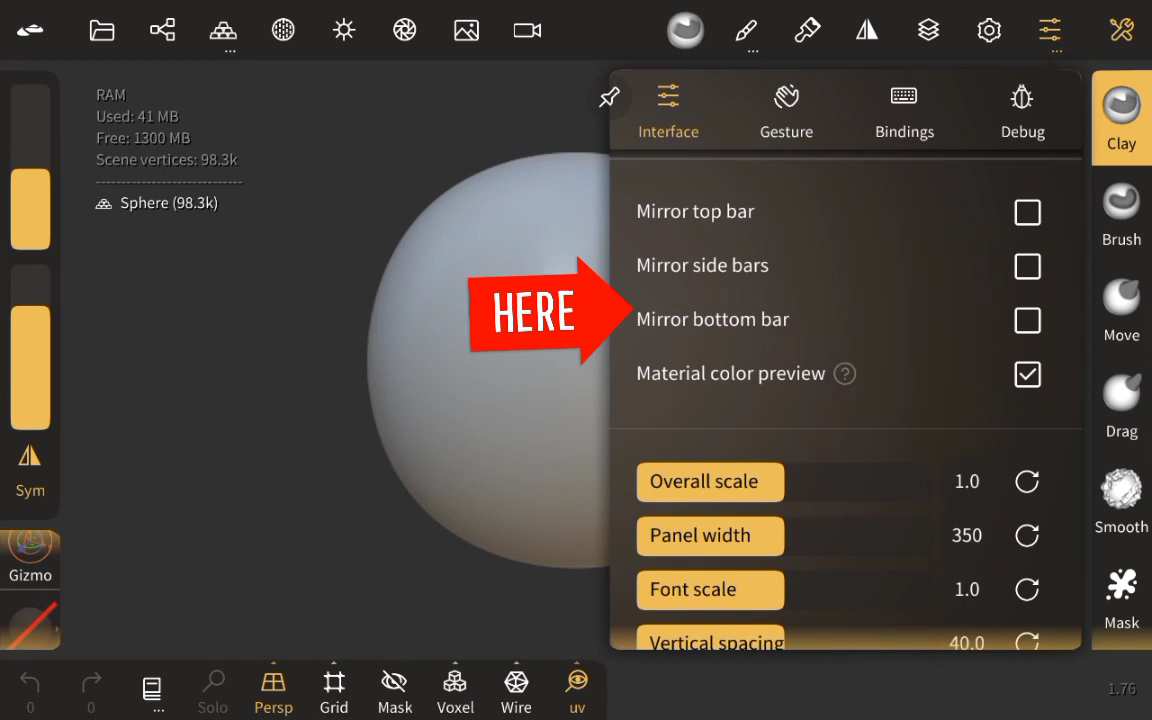 ...
...
...
RAM
Used: 41 MB
Free: 1300 MB
Scene vertices: 98.3k
------------------------------
Sphere (98.3k)
Interface
Gesture
Bindings
Debug
Mirror top bar
Mirror side bars
HERE
Mirror bottom bar
Material color preview ?
Overall scale 1.0
Panel width 350
Font scale 1.0
Vertical spacing 40.0
Clay
Brush
Move
Drag
Smooth
Mask
Sym
Gizmo
0
0
...
Solo
Persp
Grid
Mask
Voxel
Wire
uv
1.76